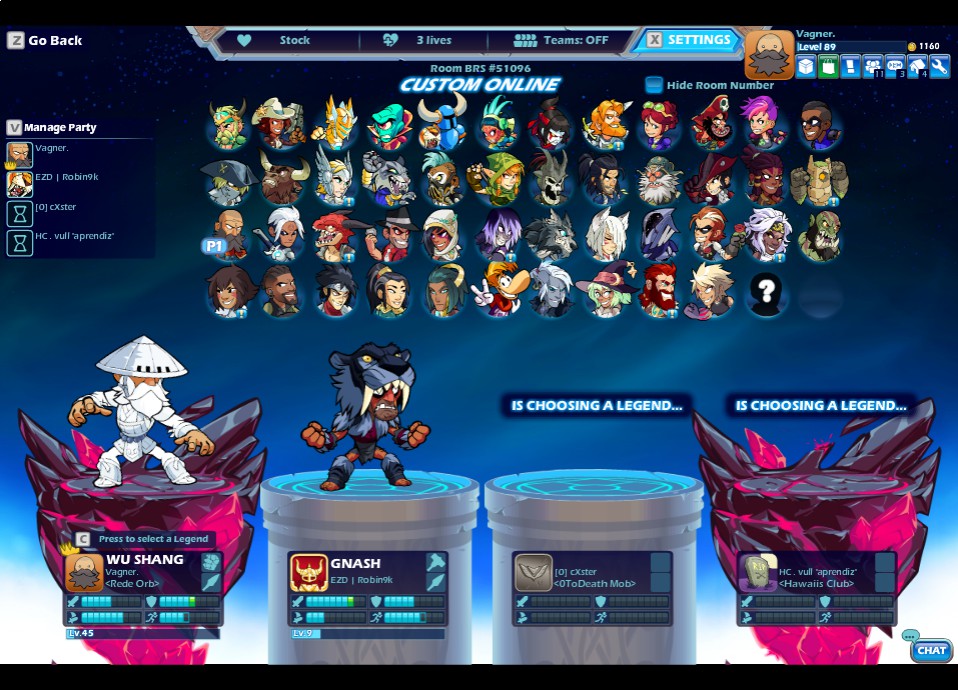 Z Go Back
Stock
3 lives
Teams: OFF
X SETTINGS
Vagner.
Level 89
1160
11
3
4
Room BRS #51096
CUSTOM ONLINE
Hide Room Number
V Manage Party
Vagner.
EZD | Robin9k
[0] cXster
HC . vull 'aprendiz'
P1
?
IS CHOOSING A LEGEND...
IS CHOOSING A LEGEND...
C Press to select a Legend
WU SHANG
Vagner.
<Rede Orb>
Lv.45
GNASH
EZD | Robin9k
Lv.9
[0] cXster
<0ToDeath Mob>
HC . vull 'aprendiz'
<Hawaiis Club>
CHAT